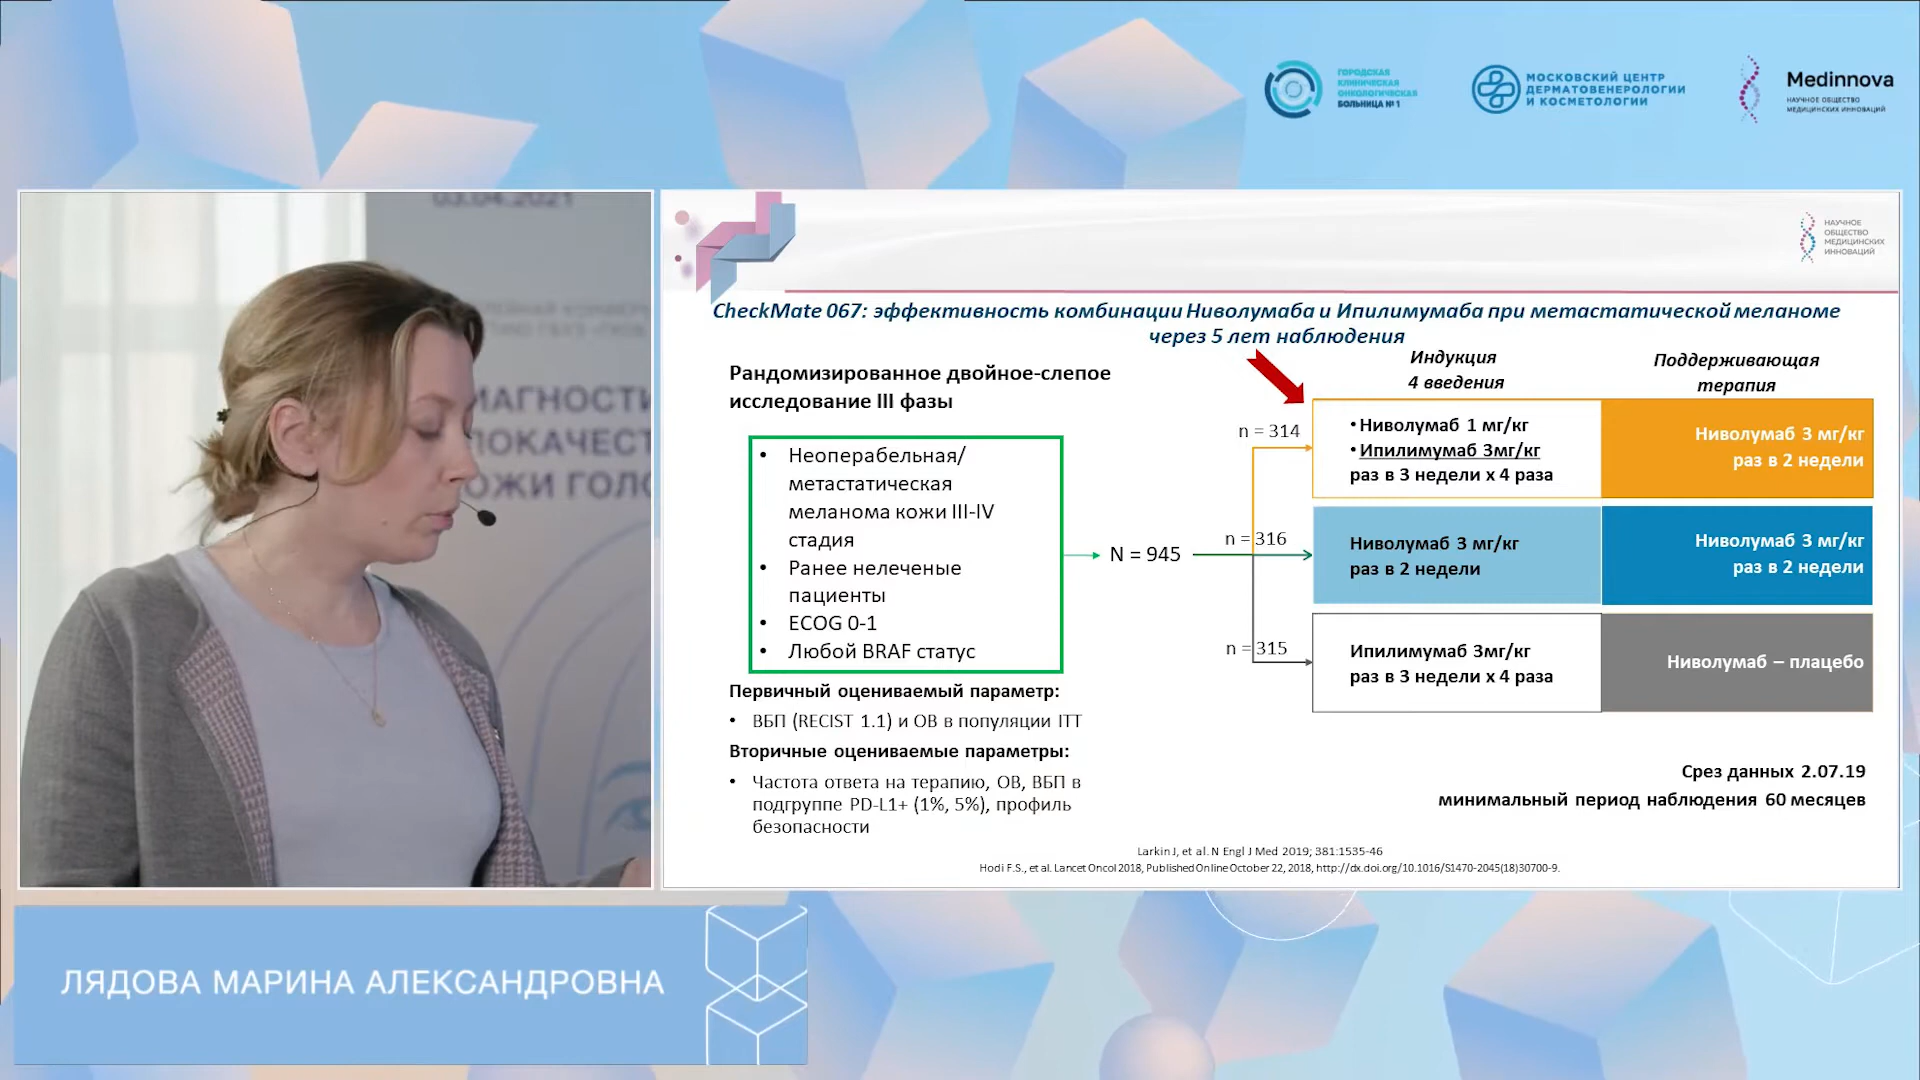 ГОРОДСКАЯ
КЛИНИЧЕСКАЯ
ОНКОЛОГИЧЕСКАЯ
БОЛЬНИЦА №1
МОСКОВСКИЙ ЦЕНТР
ДЕРМАТОВЕНЕРОЛОГИИ
И КОСМЕТОЛОГИИ
Medinnova
НАУЧНОЕ ОБЩЕСТВО
МЕДИЦИНСКИХ ИННОВАЦИЙ
03.04.2021
ИАГНОСТИ
ЛОКАЧЕСТ
ОЖИ ГОЛО
НАУЧНОЕ
ОБЩЕСТВО
МЕДИЦИНСКИХ
ИННОВАЦИЙ
CheckMate 067: эффективность комбинации Ниволумаба и Ипилимумаба при метастатической меланоме
через 5 лет наблюдения
Рандомизированное двойное-слепое
исследование III фазы
• Неоперабельная/
метастатическая
меланома кожи III-IV
стадия
• Ранее нелеченые
пациенты
• ECOG 0-1
• Любой BRAF статус
N = 945
n = 314
n = 316
n = 315
Индукция
4 введения
Поддерживающая
терапия
• Ниволумаб 1 мг/кг
• Ипилимумаб 3мг/кг
раз в 3 недели х 4 раза
Ниволумаб 3 мг/кг
раз в 2 недели
Ниволумаб 3 мг/кг
раз в 2 недели
Ниволумаб 3 мг/кг
раз в 2 недели
Ипилимумаб 3мг/кг
раз в 3 недели х 4 раза
Ниволумаб – плацебо
Первичный оцениваемый параметр:
• ВБП (RECIST 1.1) и ОВ в популяции ITT
Вторичные оцениваемые параметры:
• Частота ответа на терапию, ОВ, ВБП в
подгруппе PD-L1+ (1%, 5%), профиль
безопасности
Срез данных 2.07.19
минимальный период наблюдения 60 месяцев
Larkin J, et al. N Engl J Med 2019; 381:1535-46
Hodi F.S., et al. Lancet Oncol 2018, Published Online October 22, 2018, http://dx.doi.org/10.1016/S1470-2045(18)30700-9.
ЛЯДОВА МАРИНА АЛЕКСАНДРОВНА